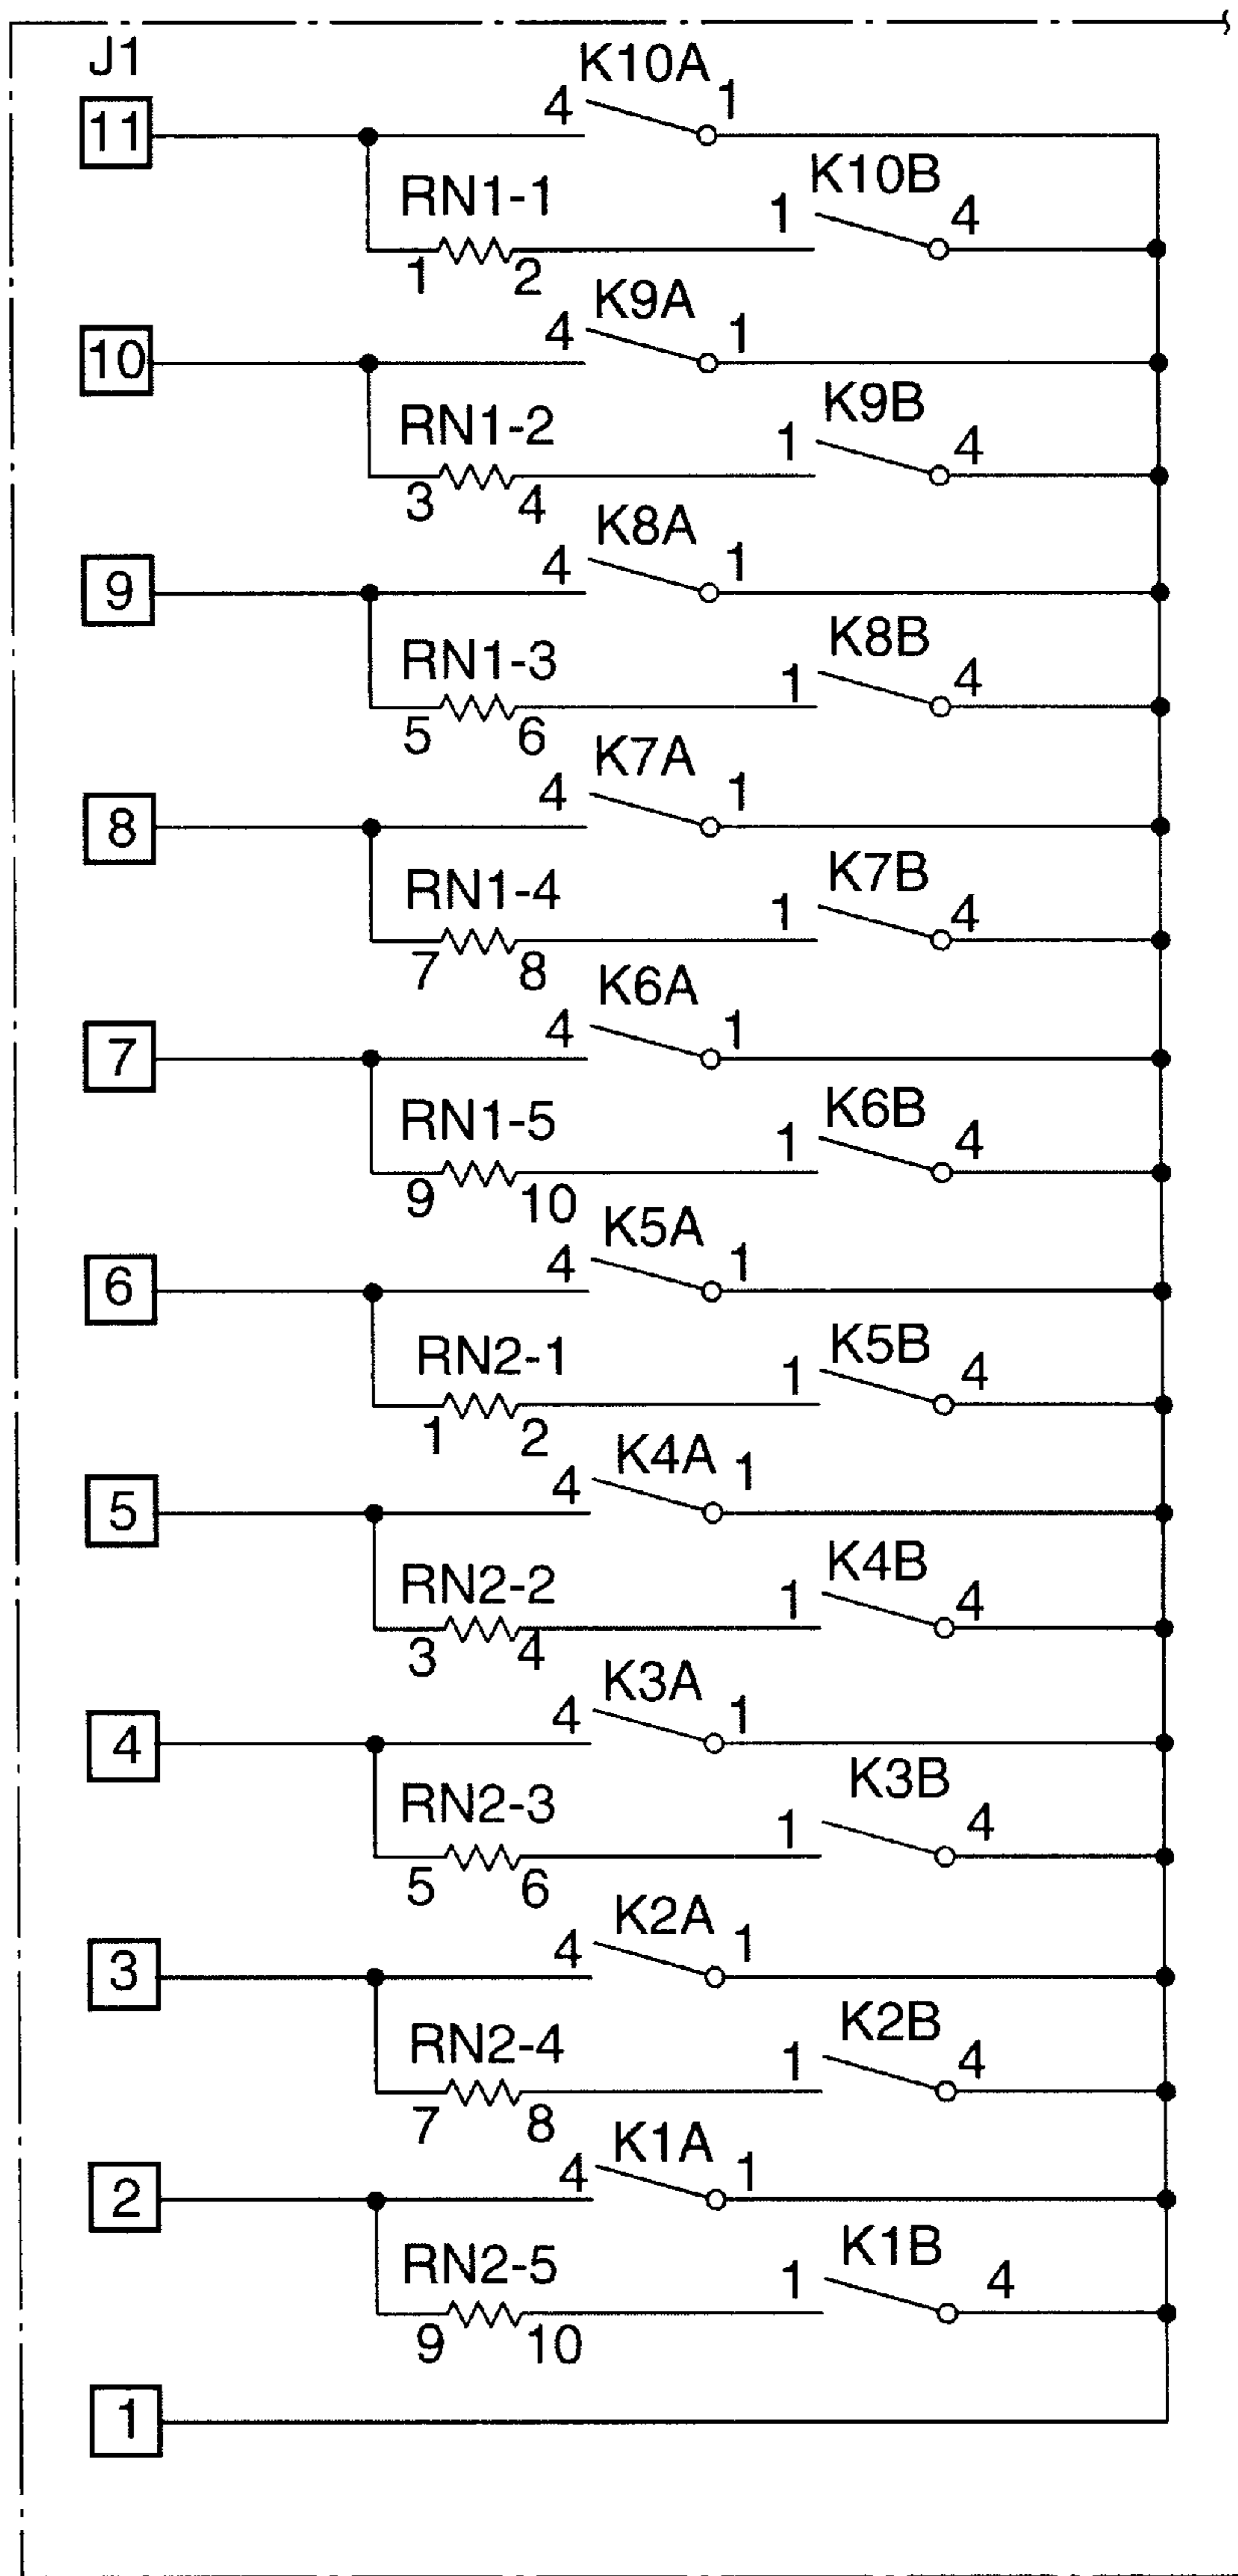 J1
K10A
11 4 1
K10B
RN1-1 1 4
1 2
K9A
10 4 1
K9B
RN1-2 1 4
3 4
K8A
9 4 1
K8B
RN1-3 1 4
5 6
K7A
8 4 1
K7B
RN1-4 1 4
7 8
K6A
7 4 1
K6B
RN1-5 1 4
9 10
K5A
6 4 1
K5B
RN2-1 1 4
1 2
K4A
5 4 1
K4B
RN2-2 1 4
3 4
K3A
4 4 1
K3B
RN2-3 1 4
5 6
K2A
3 4 1
K2B
RN2-4 1 4
7 8
K1A
2 4 1
K1B
RN2-5 1 4
9 10
1